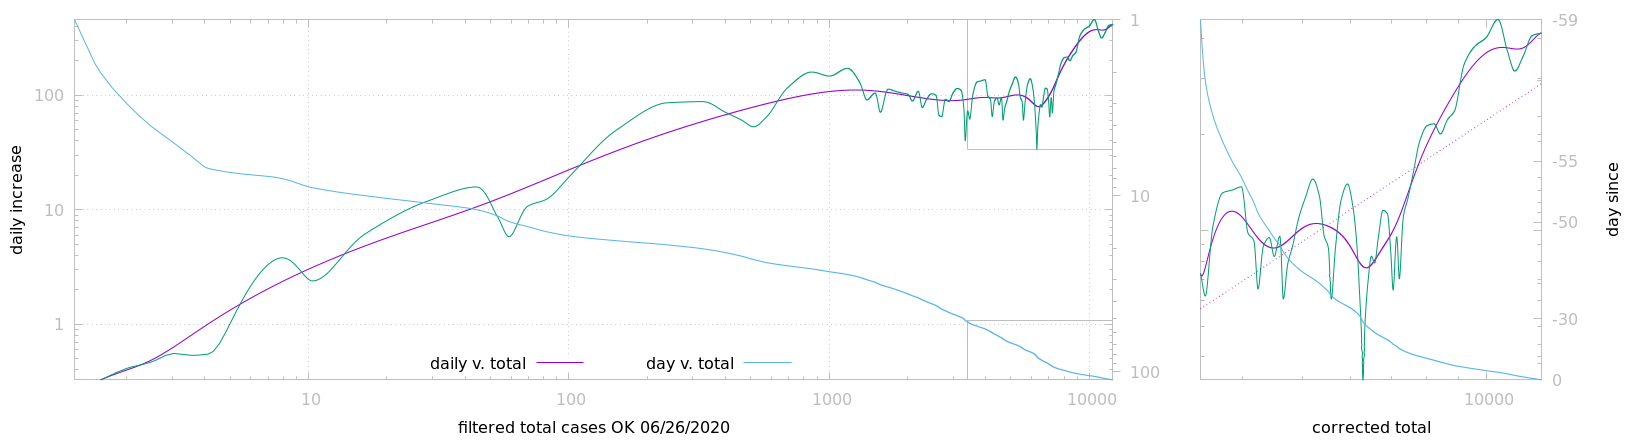 1
-59
100
-55
10
-50
10
1
-30
daily v. total
day v. total
100
0
10
100
1000
10000
10000
filtered total cases OK 06/26/2020
corrected total
daily increase
day since